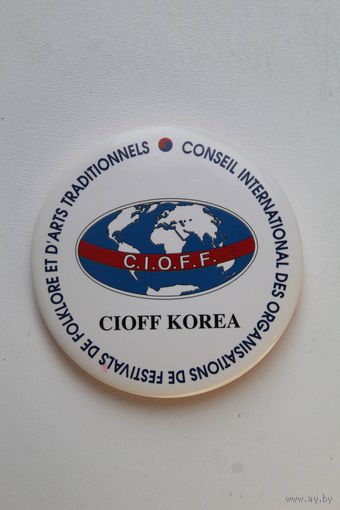 CONSEIL INTERNATIONAL DES ORGANISATIONS DE FESTIVALS DE FOLKLORE ET D'ARTS TRADITIONNELS
C.I.O.F.F.
CIOFF KOREA
www.ay.by